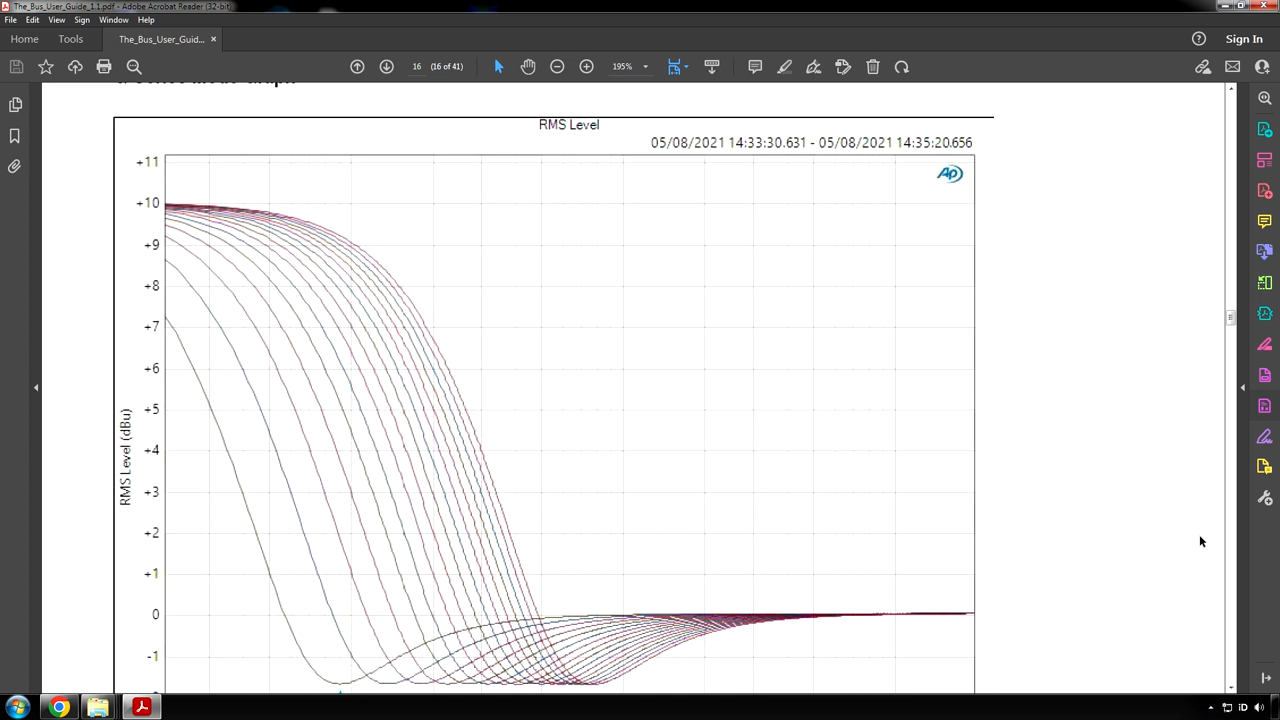 The_Bus_User_Guide_1.1.pdf - Adobe Acrobat Reader (32-bit)
File Edit View Sign Window Help
Home Tools The_Bus_User_Guid... × Sign In
16 (16 of 41) 195%
RMS Level
05/08/2021 14:33:30.631 - 05/08/2021 14:35:20.656
AP
+11
+10
+9
+8
+7
+6
+5
+4
+3
+2
+1
0
-1
RMS Level (dBu)
iD